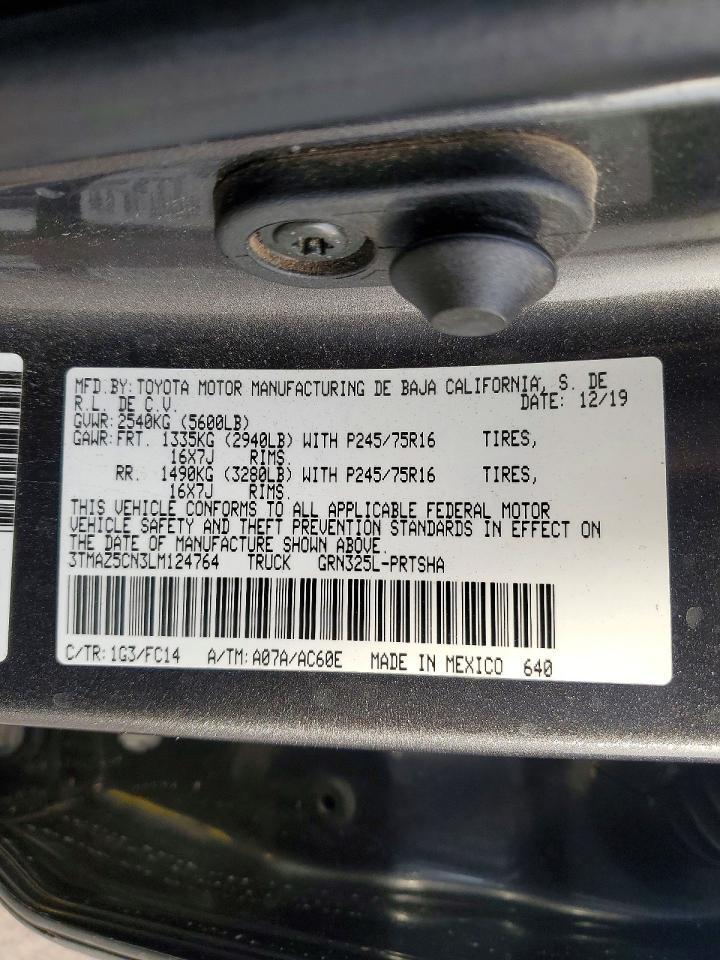 MFD.BY:TOYOTA MOTOR MANUFACTURING DE BAJA CALIFORNIA, S. DE
R.L. DE C.V. DATE: 12/19
GVWR:2540KG (5600LB)
GAWR:FRT. 1335KG (2940LB) WITH P245/75R16 TIRES,
16X7J RIMS.
RR. 1490KG (3280LB) WITH P245/75R16 TIRES,
16X7J RIMS.
THIS VEHICLE CONFORMS TO ALL APPLICABLE FEDERAL MOTOR
VEHICLE SAFETY AND THEFT PREVENTION STANDARDS IN EFFECT ON
THE DATE OF MANUFACTURE SHOWN ABOVE.
3TMAZ5CN3LM124764 TRUCK GRN325L-PRTSHA
C/TR:1G3/FC14 A/TM:A07A/AC60E MADE IN MEXICO 640